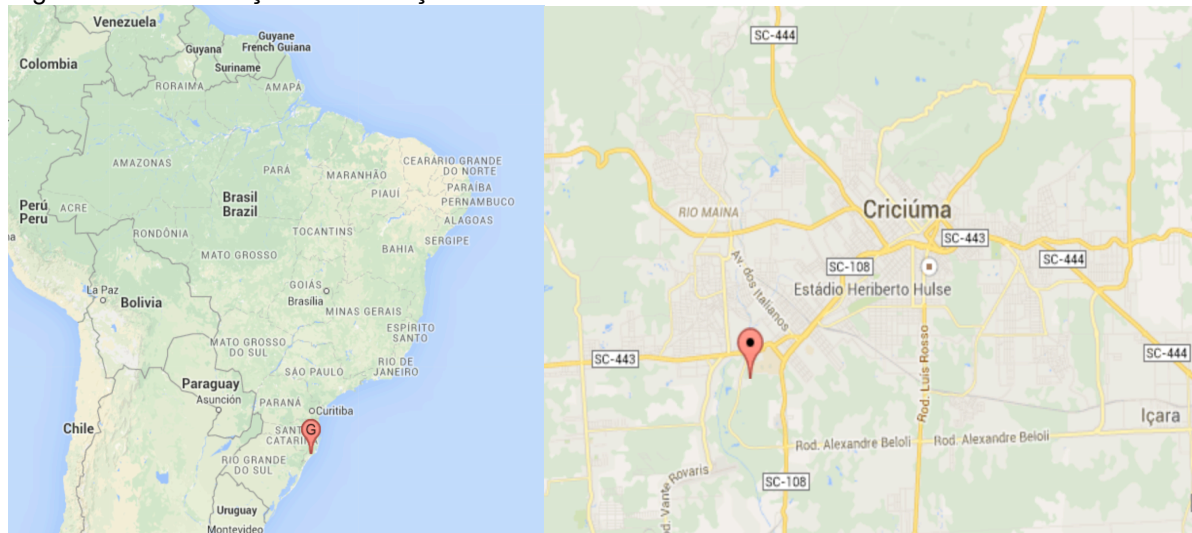 Venezuela
Guyane
Guyana
French Guiana
Colombia
Suriname
RORAIMA
AMAPÁ
AMAZONAS
PARÁ
MARANHÃO
CEARÁ
RIO GRANDE
DO NORTE
PIAUÍ
PARAÍBA
PERNAMBUCO
ALAGOAS
SERGIPE
Perú
Peru
ACRE
Brasil
Brazil
RONDÔNIA
TOCANTINS
BAHIA
MATO GROSSO
GOIÁS
Brasília
La Paz
Bolivia
MINAS GERAIS
ESPÍRITO
SANTO
MATO GROSSO
DO SUL
RIO DE
JANEIRO
SÃO PAULO
Paraguay
Asunción
PARANÁ
Curitiba
Chile
G
RIO GRANDE
DO SUL
Uruguay
Montevideo
SC-444
RIO MAINA
Criciúma
SC-443
SC-444
SC-108
Av. dos Italianos
Estádio Heriberto Hulse
SC-443
SC-444
Rod. Luís Rosso
Içara
Rod. Alexandre Beloli
Rod. Alexandre Beloli
Vante Rovaris
SC-108